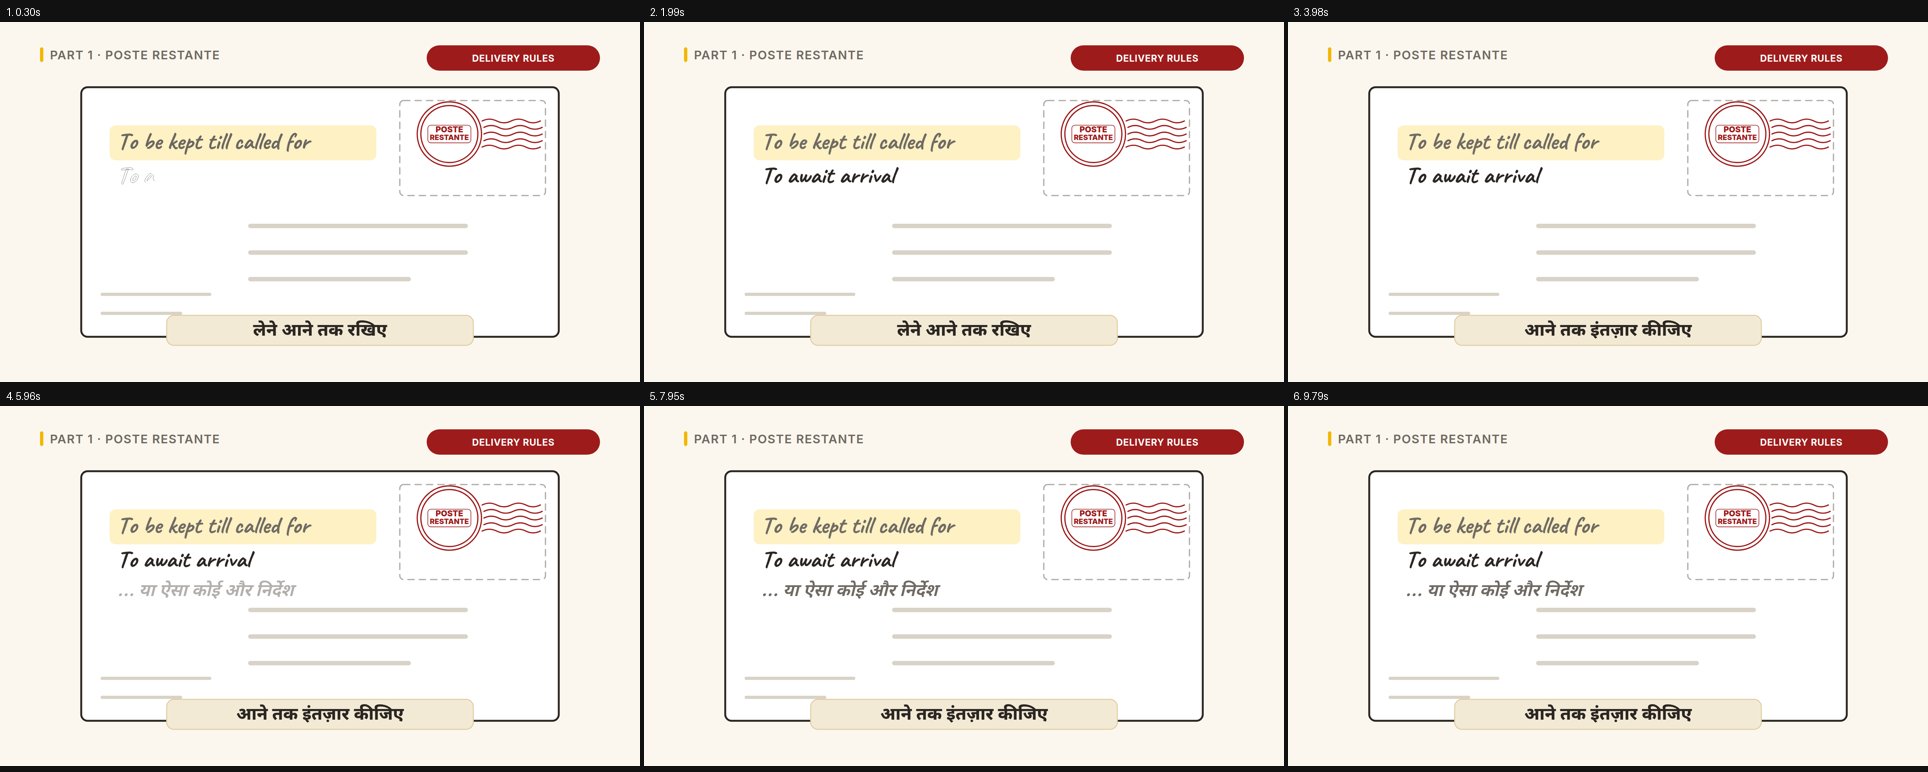 1. 0.30s
PART 1 · POSTE RESTANTE
DELIVERY RULES
To be kept till called for
To a
POSTE
RESTANTE
लेने आने तक रखिए
2. 1.99s
PART 1 · POSTE RESTANTE
DELIVERY RULES
To be kept till called for
To await arrival
POSTE
RESTANTE
लेने आने तक रखिए
3. 3.98s
PART 1 · POSTE RESTANTE
DELIVERY RULES
To be kept till called for
To await arrival
POSTE
RESTANTE
आने तक इंतज़ार कीजिए
4. 5.96s
PART 1 · POSTE RESTANTE
DELIVERY RULES
To be kept till called for
To await arrival
... या ऐसा कोई और निर्देश
POSTE
RESTANTE
आने तक इंतज़ार कीजिए
5. 7.95s
PART 1 · POSTE RESTANTE
DELIVERY RULES
To be kept till called for
To await arrival
... या ऐसा कोई और निर्देश
POSTE
RESTANTE
आने तक इंतज़ार कीजिए
6. 9.79s
PART 1 · POSTE RESTANTE
DELIVERY RULES
To be kept till called for
To await arrival
... या ऐसा कोई और निर्देश
POSTE
RESTANTE
आने तक इंतज़ार कीजिए